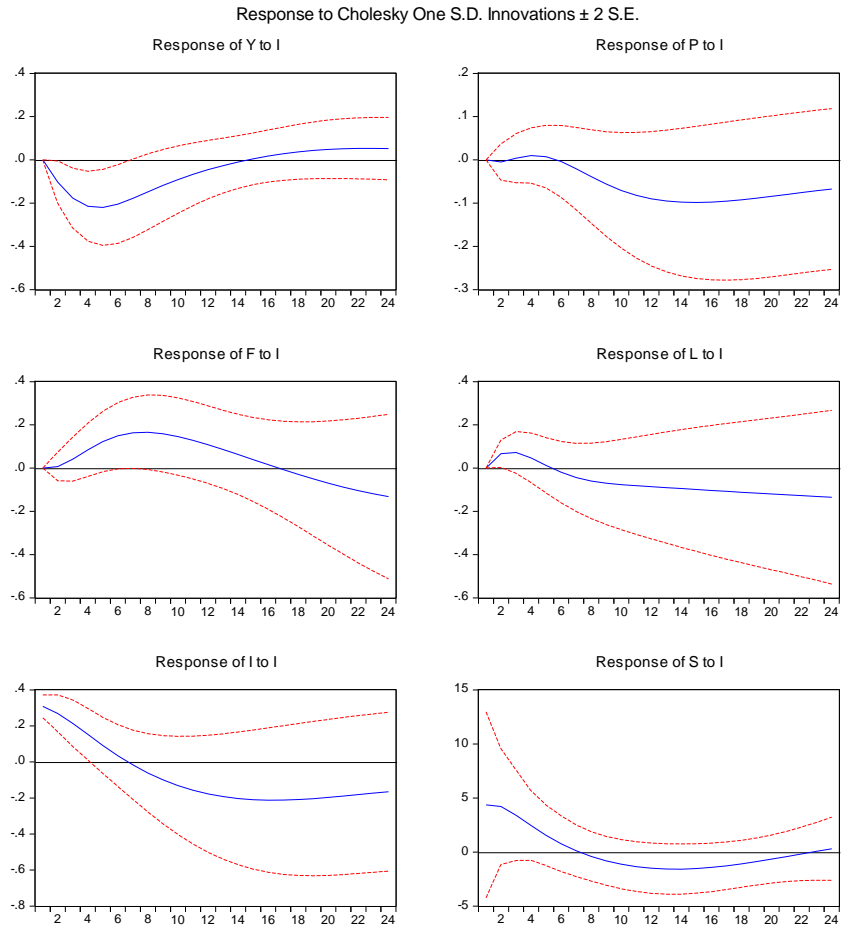 Response to Cholesky One S.D. Innovations ± 2 S.E.
Response of Y to I
.4
.2
.0
-.2
-.4
-.6
2 4 6 8 10 12 14 16 18 20 22 24
Response of P to I
.2
.1
.0
-.1
-.2
-.3
2 4 6 8 10 12 14 16 18 20 22 24
Response of F to I
.4
.2
.0
-.2
-.4
-.6
2 4 6 8 10 12 14 16 18 20 22 24
Response of L to I
.4
.2
.0
-.2
-.4
-.6
2 4 6 8 10 12 14 16 18 20 22 24
Response of I to I
.4
.2
.0
-.2
-.4
-.6
-.8
2 4 6 8 10 12 14 16 18 20 22 24
Response of S to I
15
10
5
0
-5
2 4 6 8 10 12 14 16 18 20 22 24